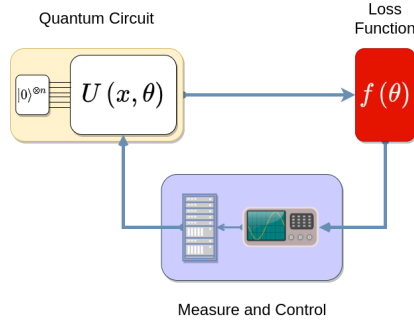 Quantum Circuit
Loss
Function
|0⟩^{⊗n}
U (x, θ)
f (θ)
Measure and Control